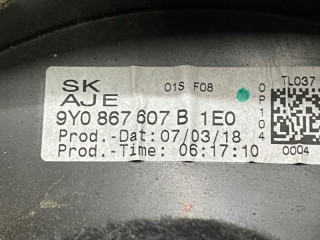 SK 01S F08 TL037
AJE
9Y0 867 607 B 1E0
Prod.-Dat: 07/03/18
Prod.-Time: 06:17:10 0004
0P104